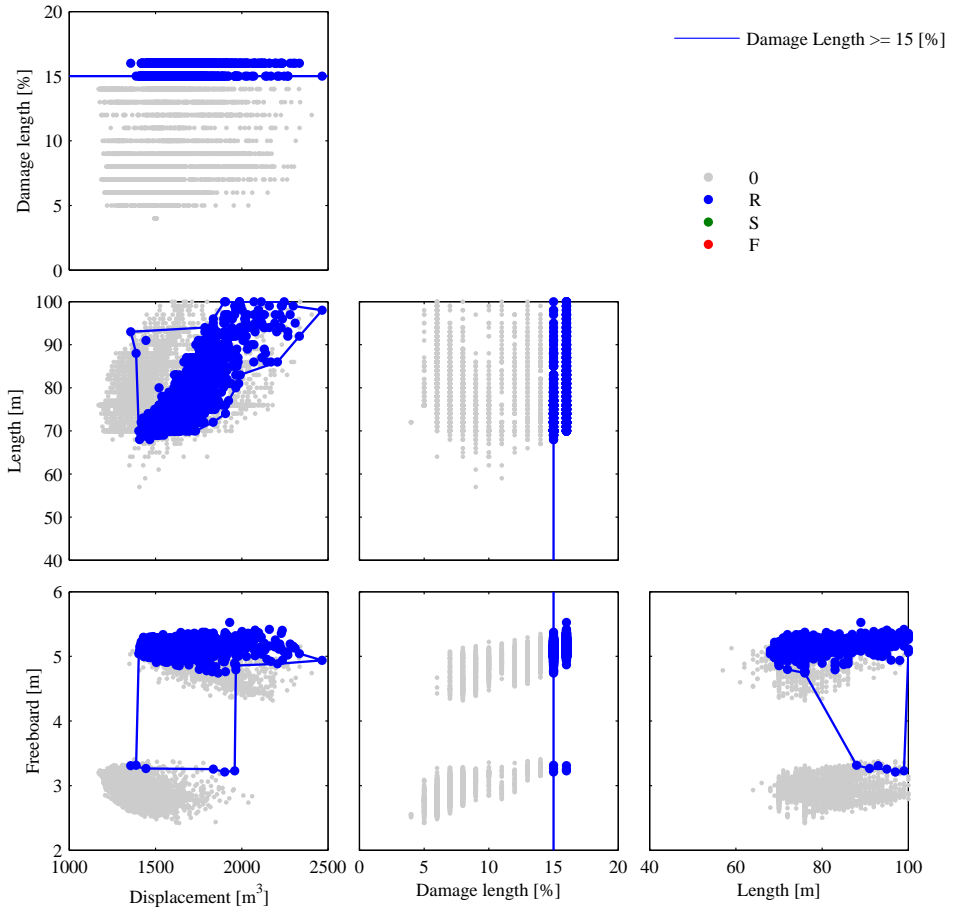 20
15
10
5
0
Damage length [%]
Damage Length >= 15 [%]
0
R
S
F
100
90
80
70
60
50
40
Length [m]
6
5
4
3
2
Freeboard [m]
1000 1500 2000 2500
Displacement [m³]
0 5 10 15 20
Damage length [%]
40 60 80 100
Length [m]